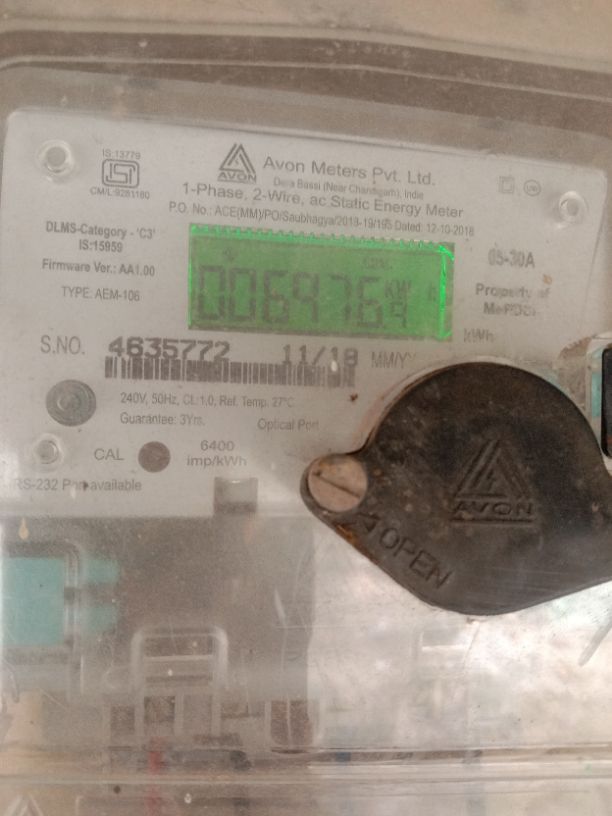 IS:13779
ISI
CM/L:9281180
AVON
Avon Meters Pvt. Ltd.
Dera Bassi (Near Chandigarh), India
1-Phase, 2-Wire, ac Static Energy Meter
P.O. No.: ACE(MM)/PO/Saubhagya/2018-19/195 Dated: 12-10-2018
DLMS-Category - 'C3'
IS:15959
Firmware Ver.: AA1.00
TYPE: AEM-106
006976.9
kW h
05-30A
Property of
kWh
S.NO. 4635772 11/18 MM/Y
240V, 50Hz, CL:1.0, Ref. Temp. 27°C
Guarantee: 3Yrs. Optical Port
CAL 6400
imp/kWh
RS-232 Port available
AVON
OPEN